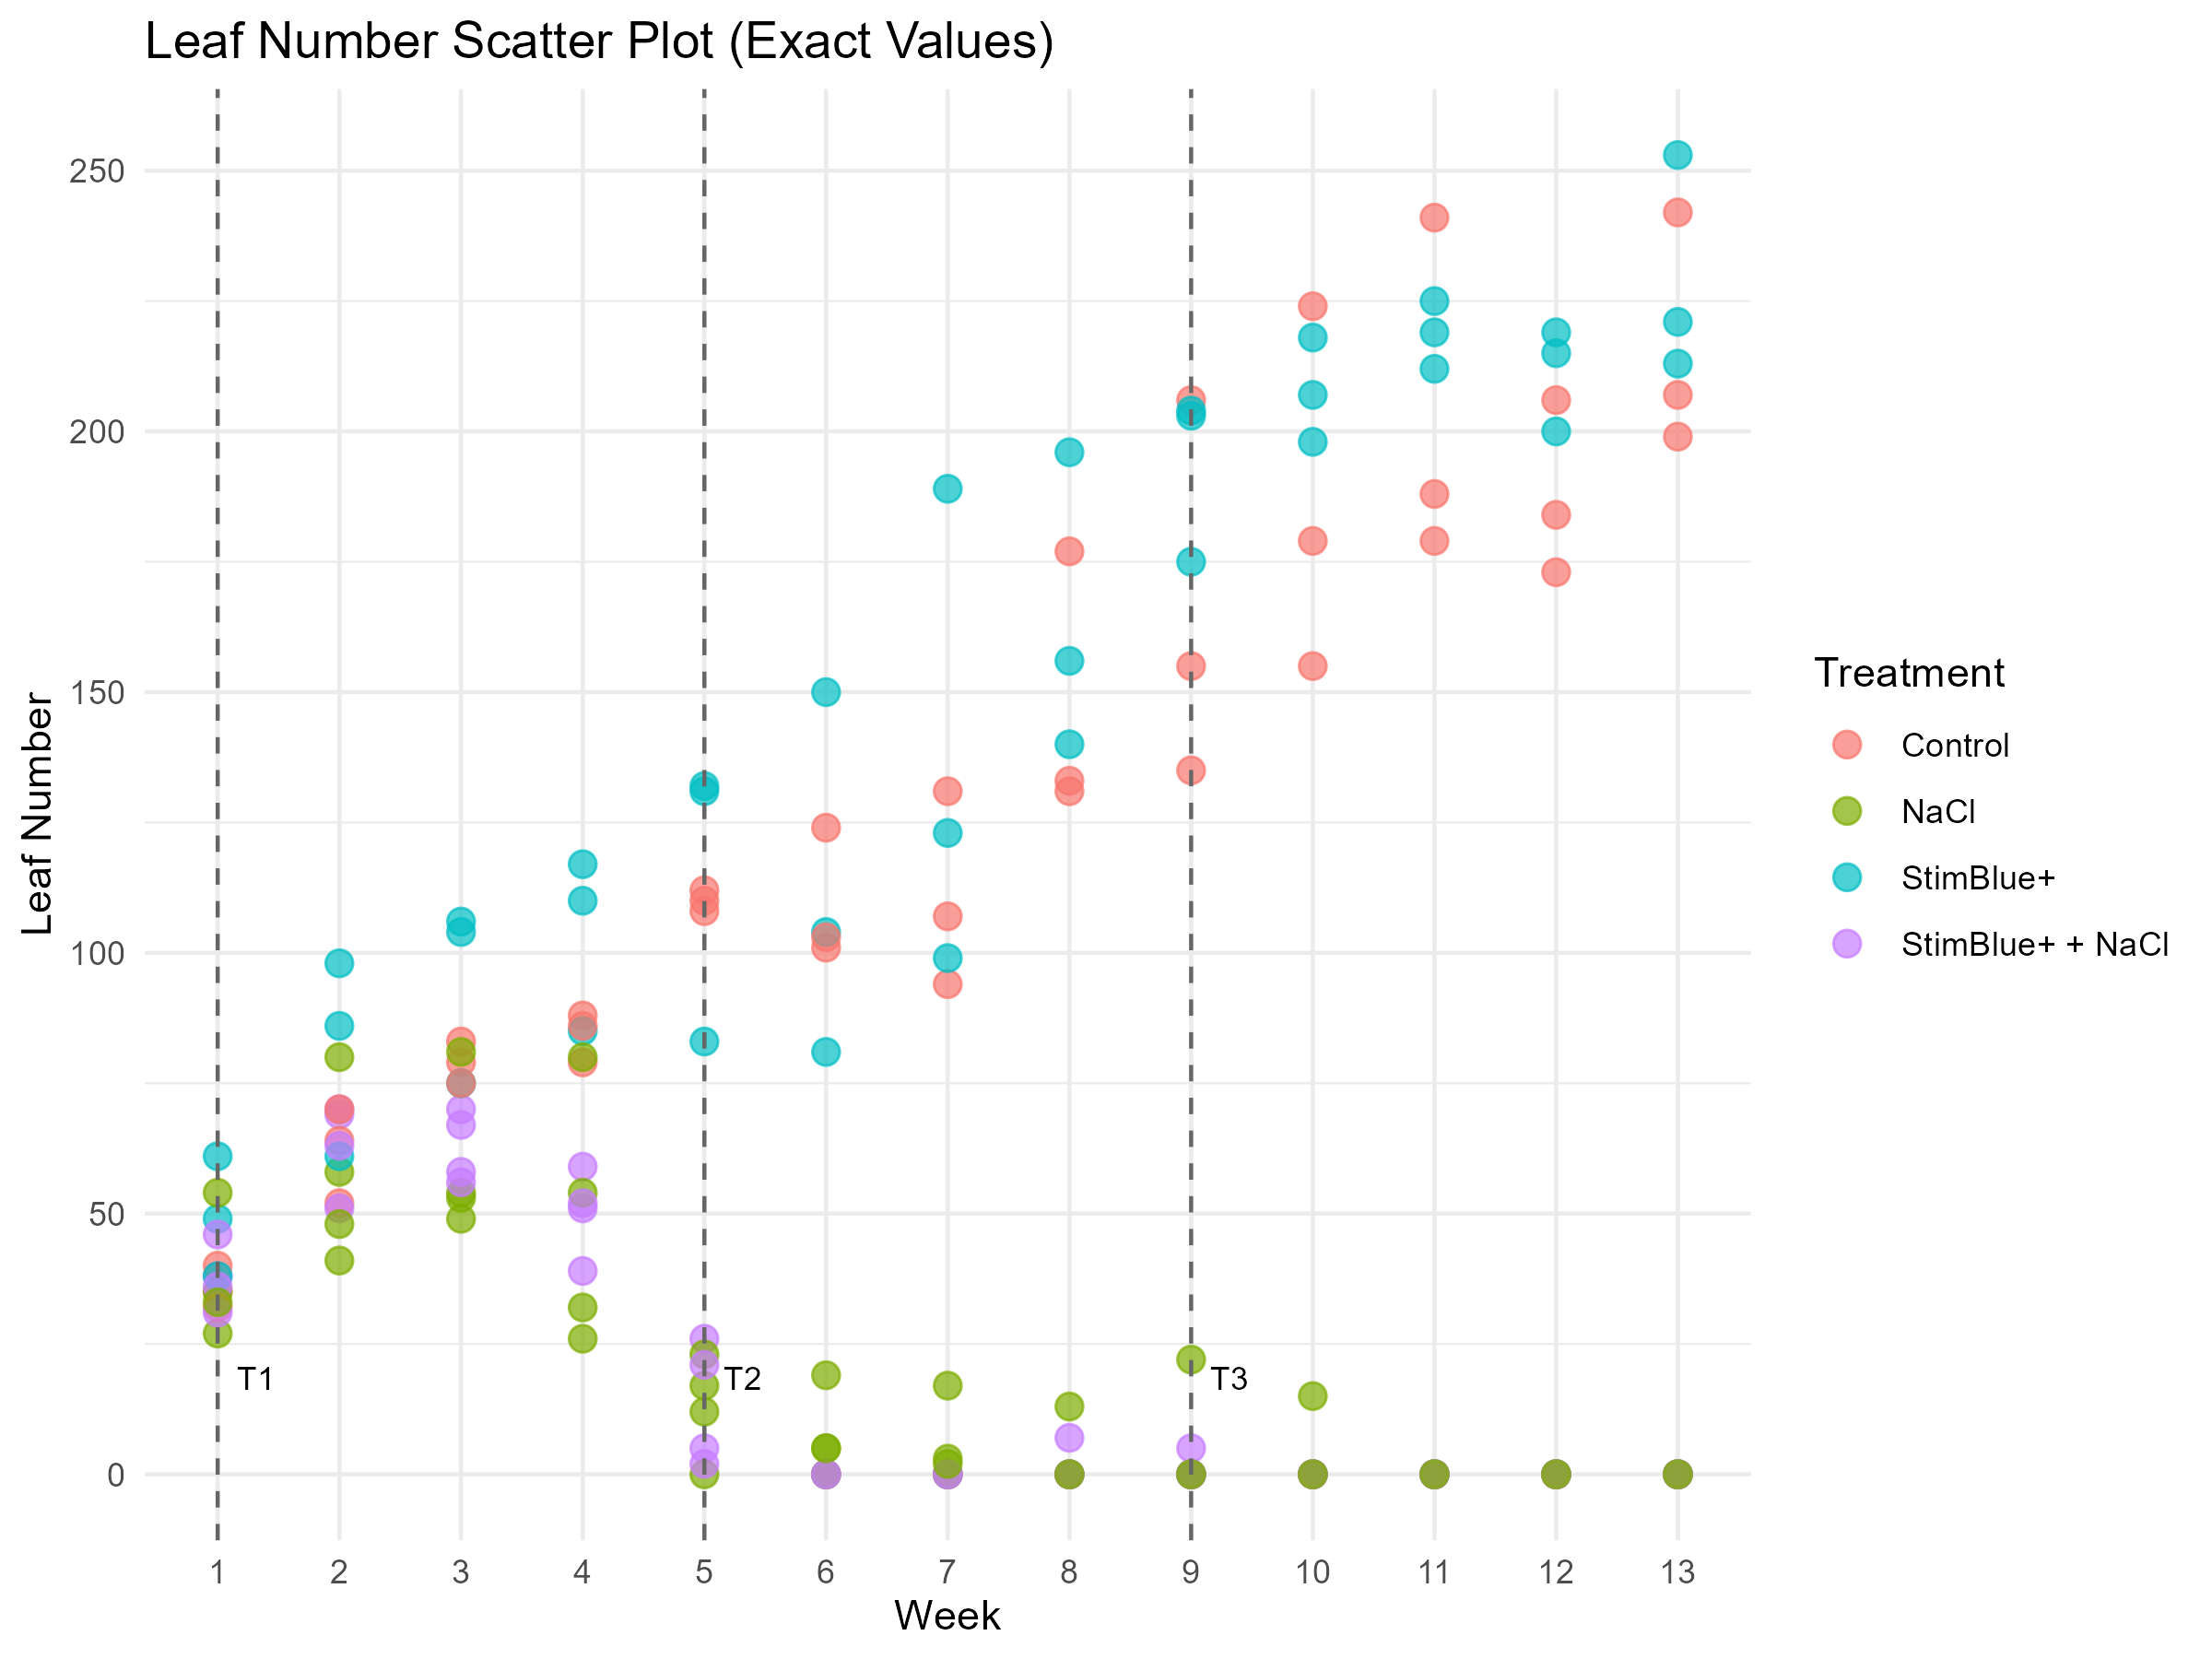 Leaf Number Scatter Plot (Exact Values)
250
200
150
100
50
0
Leaf Number
T1
T2
T3
1 2 3 4 5 6 7 8 9 10 11 12 13
Week
Treatment
Control
NaCl
StimBlue+
StimBlue+ + NaCl